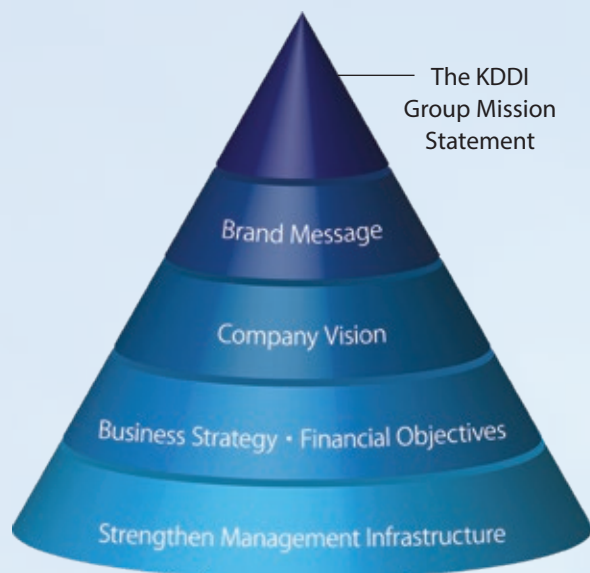 The KDDI
Group Mission
Statement
Brand Message
Company Vision
Business Strategy・Financial Objectives
Strengthen Management Infrastructure